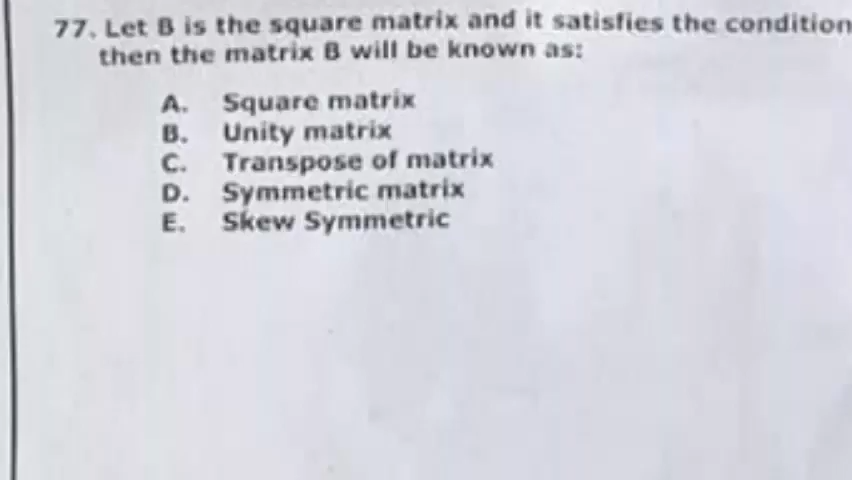 77. Let B is the square matrix and it satisfies the condition
then the matrix B will be known as:
A. Square matrix
B. Unity matrix
C. Transpose of matrix
D. Symmetric matrix
E. Skew Symmetric